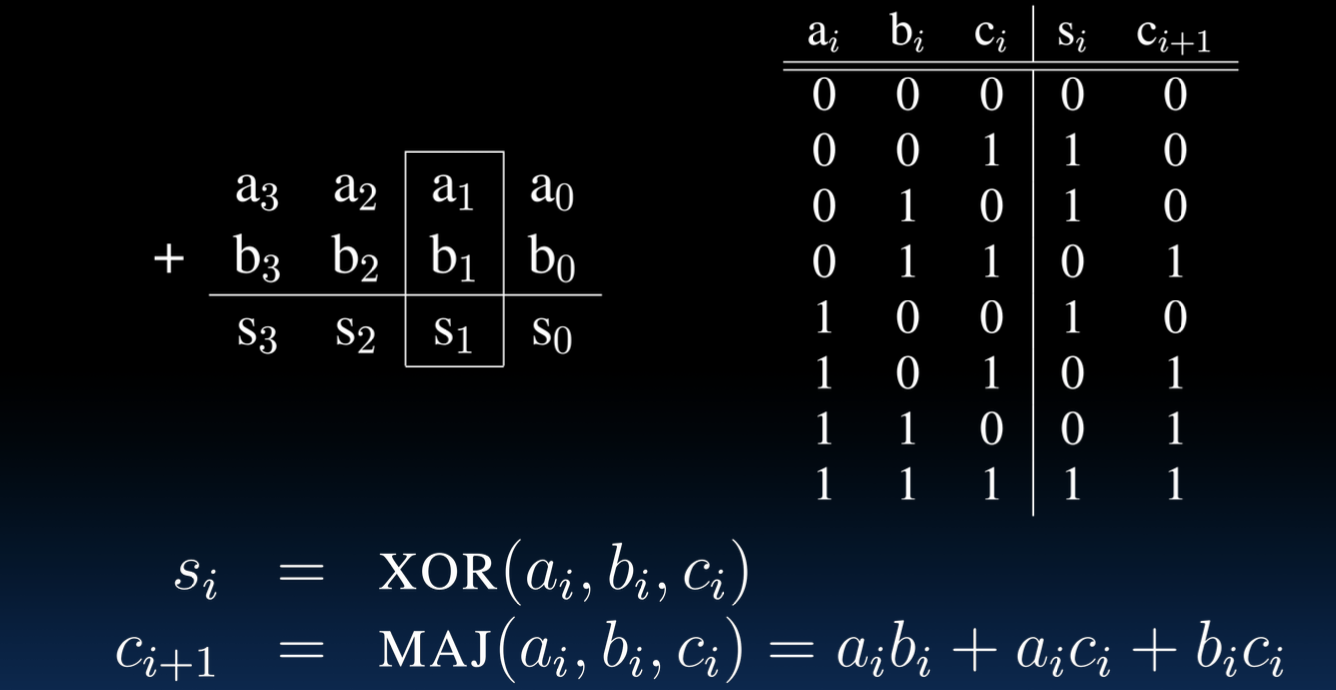 a₃ a₂ a₁ a₀
+ b₃ b₂ b₁ b₀
s₃ s₂ s₁ s₀
aᵢ bᵢ cᵢ sᵢ cᵢ₊₁
0 0 0 0 0
0 0 1 1 0
0 1 0 1 0
0 1 1 0 1
1 0 0 1 0
1 0 1 0 1
1 1 0 0 1
1 1 1 1 1
sᵢ = XOR(aᵢ, bᵢ, cᵢ)
cᵢ₊₁ = MAJ(aᵢ, bᵢ, cᵢ) = aᵢbᵢ + aᵢcᵢ + bᵢcᵢ